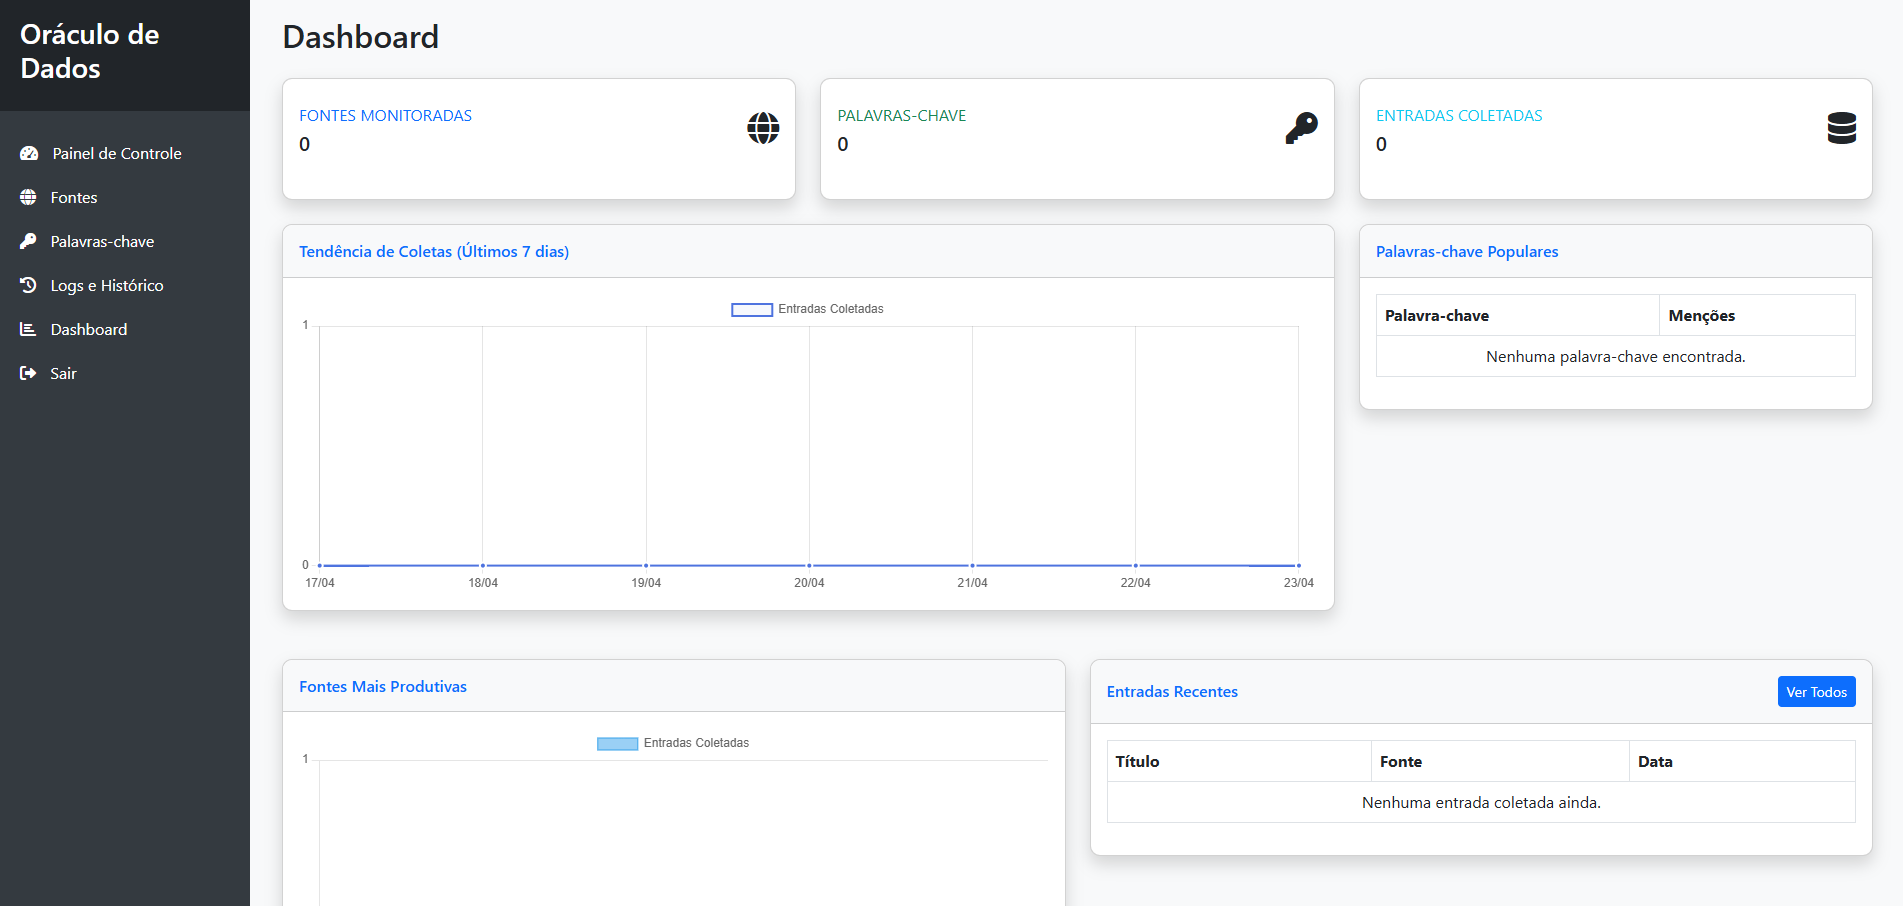 Oráculo de
Dados
Painel de Controle
Fontes
Palavras-chave
Logs e Histórico
Dashboard
Sair
Dashboard
FONTES MONITORADAS
0
PALAVRAS-CHAVE
0
ENTRADAS COLETADAS
0
Tendência de Coletas (Últimos 7 dias)
Entradas Coletadas
1
0
17/04 18/04 19/04 20/04 21/04 22/04 23/04
Palavras-chave Populares
Palavra-chave Menções
Nenhuma palavra-chave encontrada.
Fontes Mais Produtivas
Entradas Coletadas
1
Entradas Recentes
Ver Todos
Título Fonte Data
Nenhuma entrada coletada ainda.